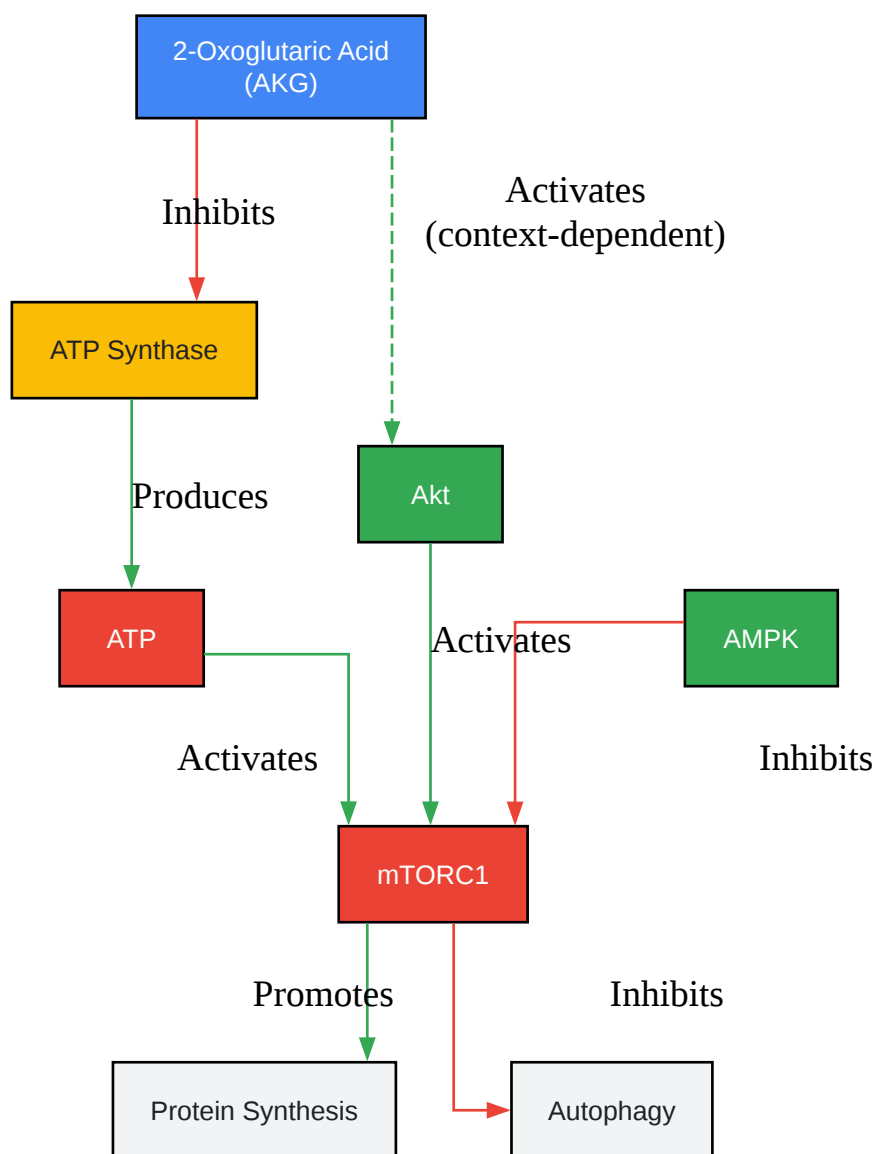 2-Oxoglutaric Acid
(AKG)
Activates
(context-dependent)
Inhibits
ATP Synthase
Produces
Akt
ATP
Activates
AMPK
Activates
Inhibits
mTORC1
Promotes
Inhibits
Protein Synthesis
Autophagy